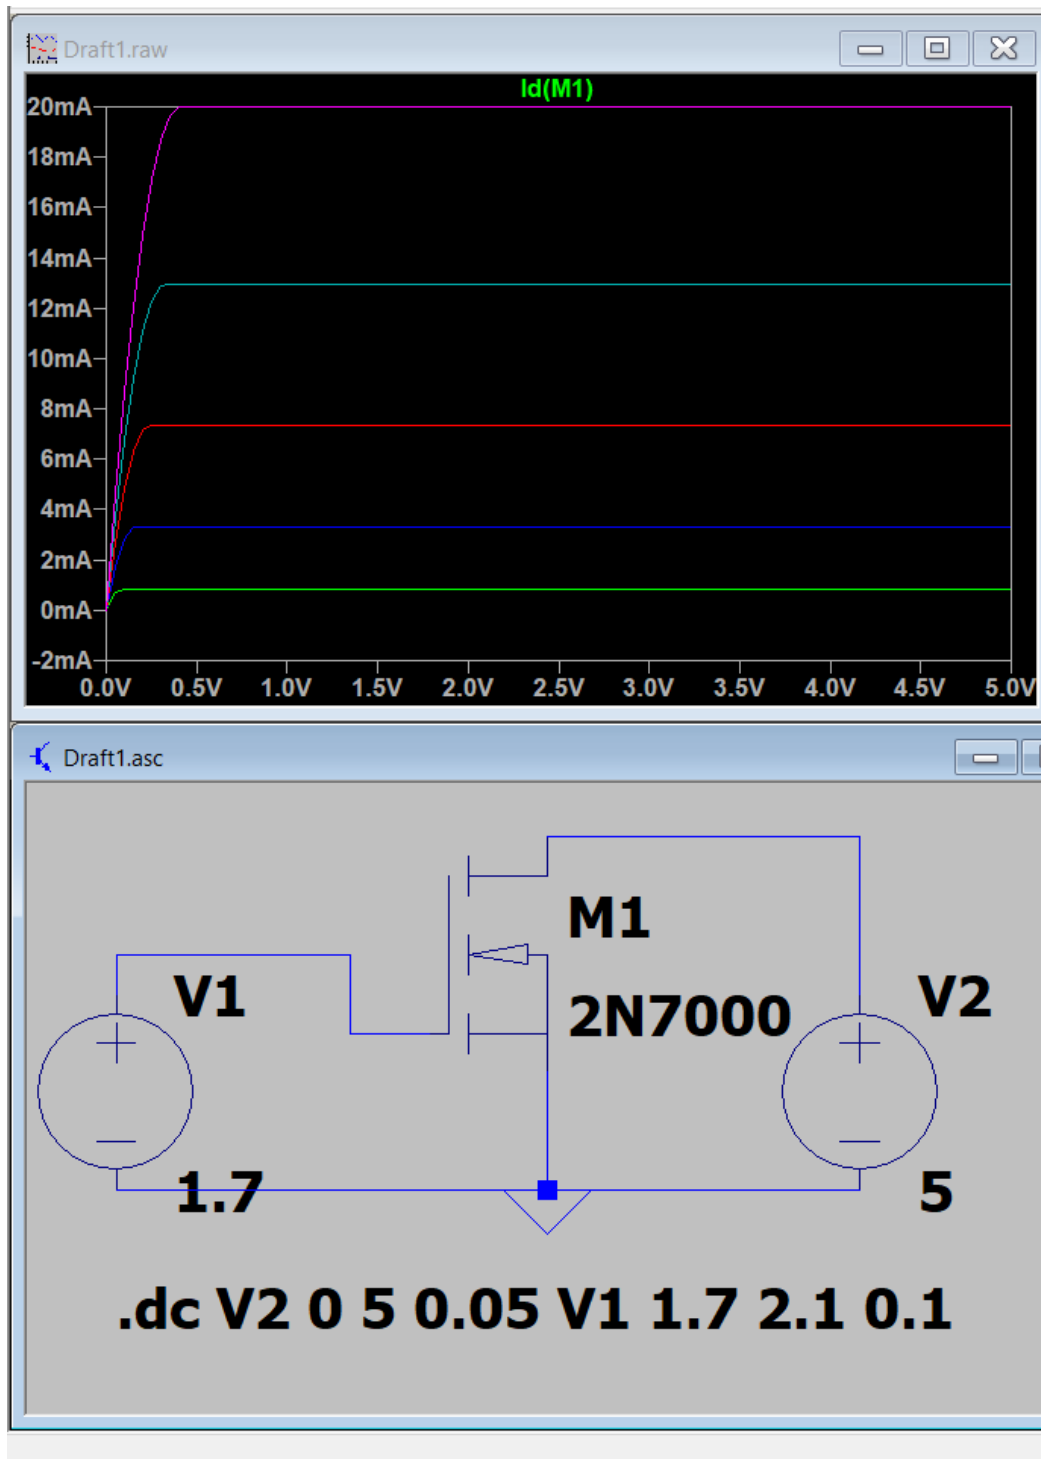 Draft1.raw
Id(M1)
20mA
18mA
16mA
14mA
12mA
10mA
8mA
6mA
4mA
2mA
0mA
-2mA
0.0V 0.5V 1.0V 1.5V 2.0V 2.5V 3.0V 3.5V 4.0V 4.5V 5.0V
Draft1.asc
M1
V1
V2
2N7000
1.7
5
.dc V2 0 5 0.05 V1 1.7 2.1 0.1